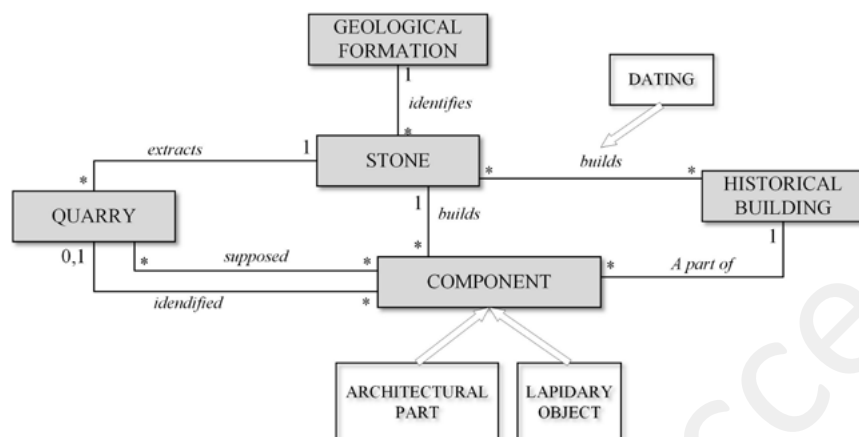 GEOLOGICAL
FORMATION
1
identifies
*
DATING
extracts
1
STONE
*
builds
*
*
QUARRY
1
builds
HISTORICAL
BUILDING
0,1
*
supposed
*
*
1
idendified
*
COMPONENT
*
A part of
ARCHITECTURAL
PART
LAPIDARY
OBJECT
cce